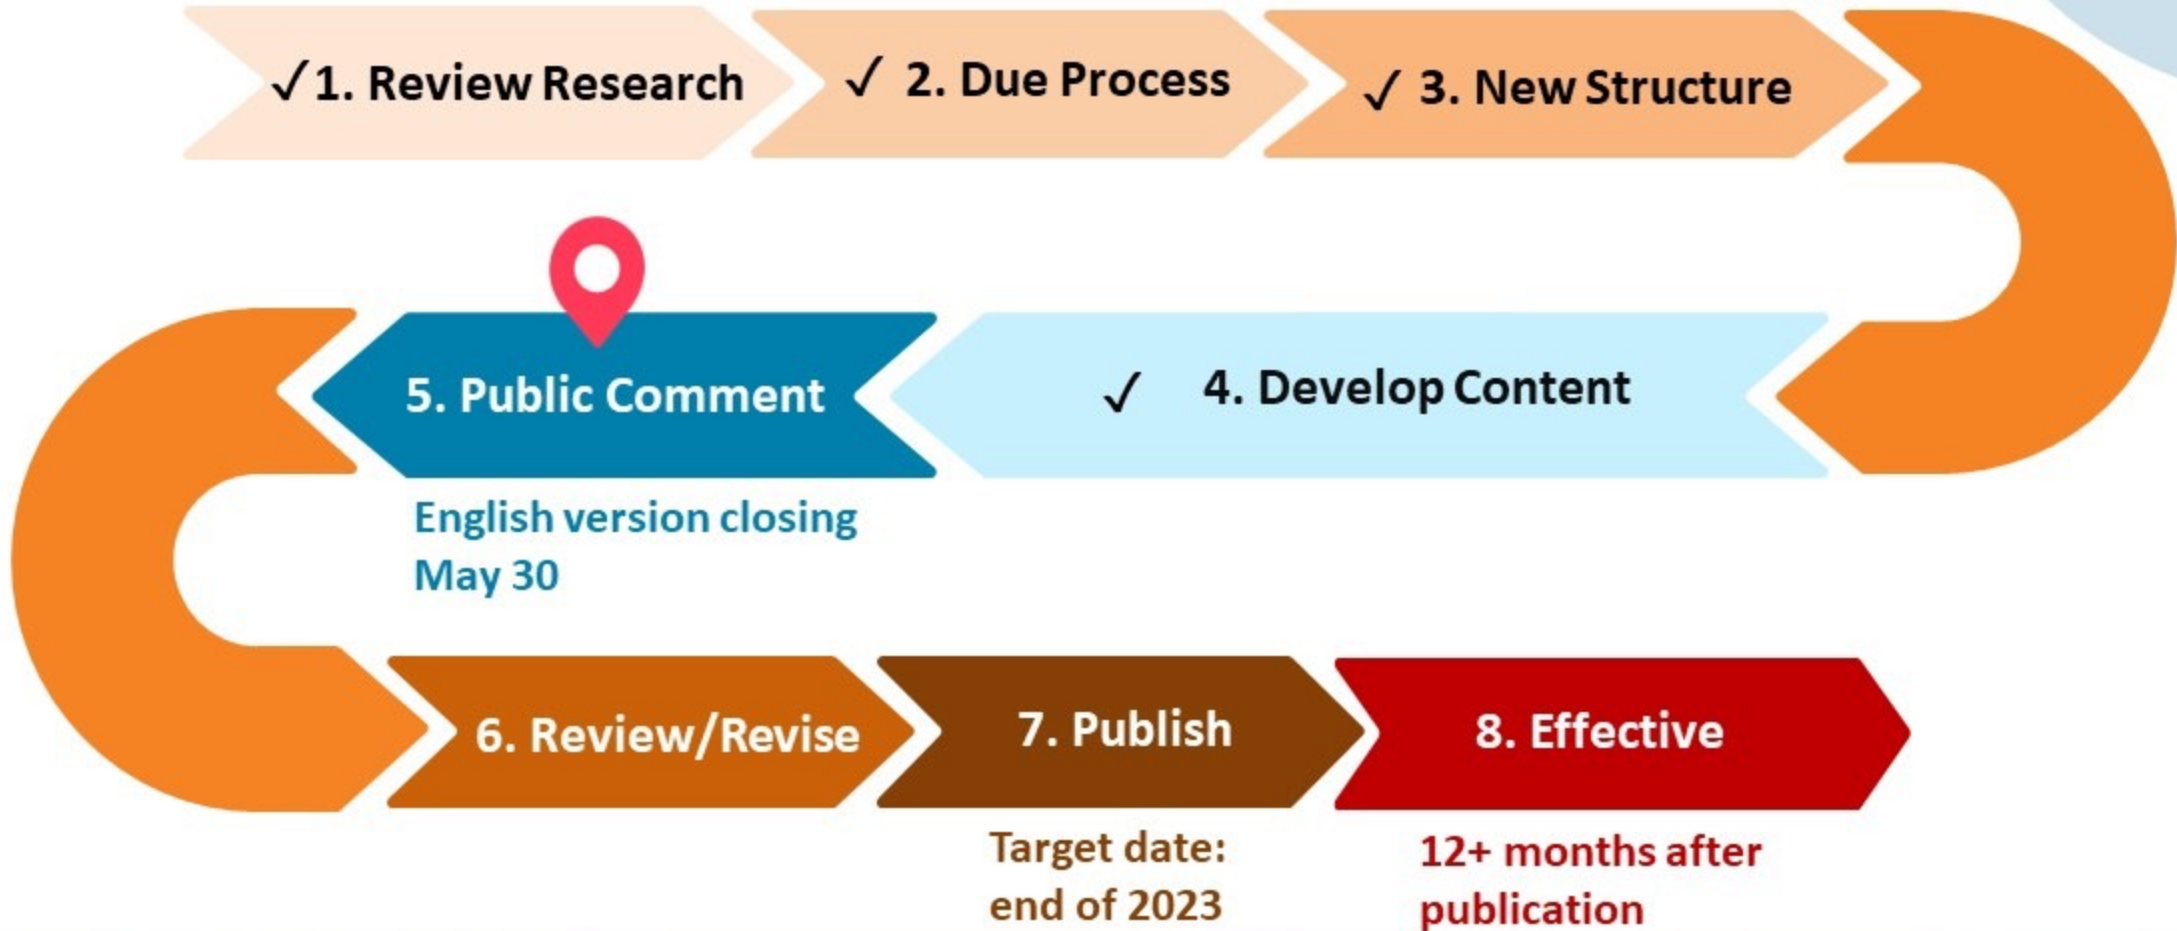 ✓1. Review Research
✓ 2. Due Process
✓ 3. New Structure
✓ 4. Develop Content
5. Public Comment
English version closing
May 30
6. Review/Revise
7. Publish
Target date:
end of 2023
8. Effective
12+ months after
publication